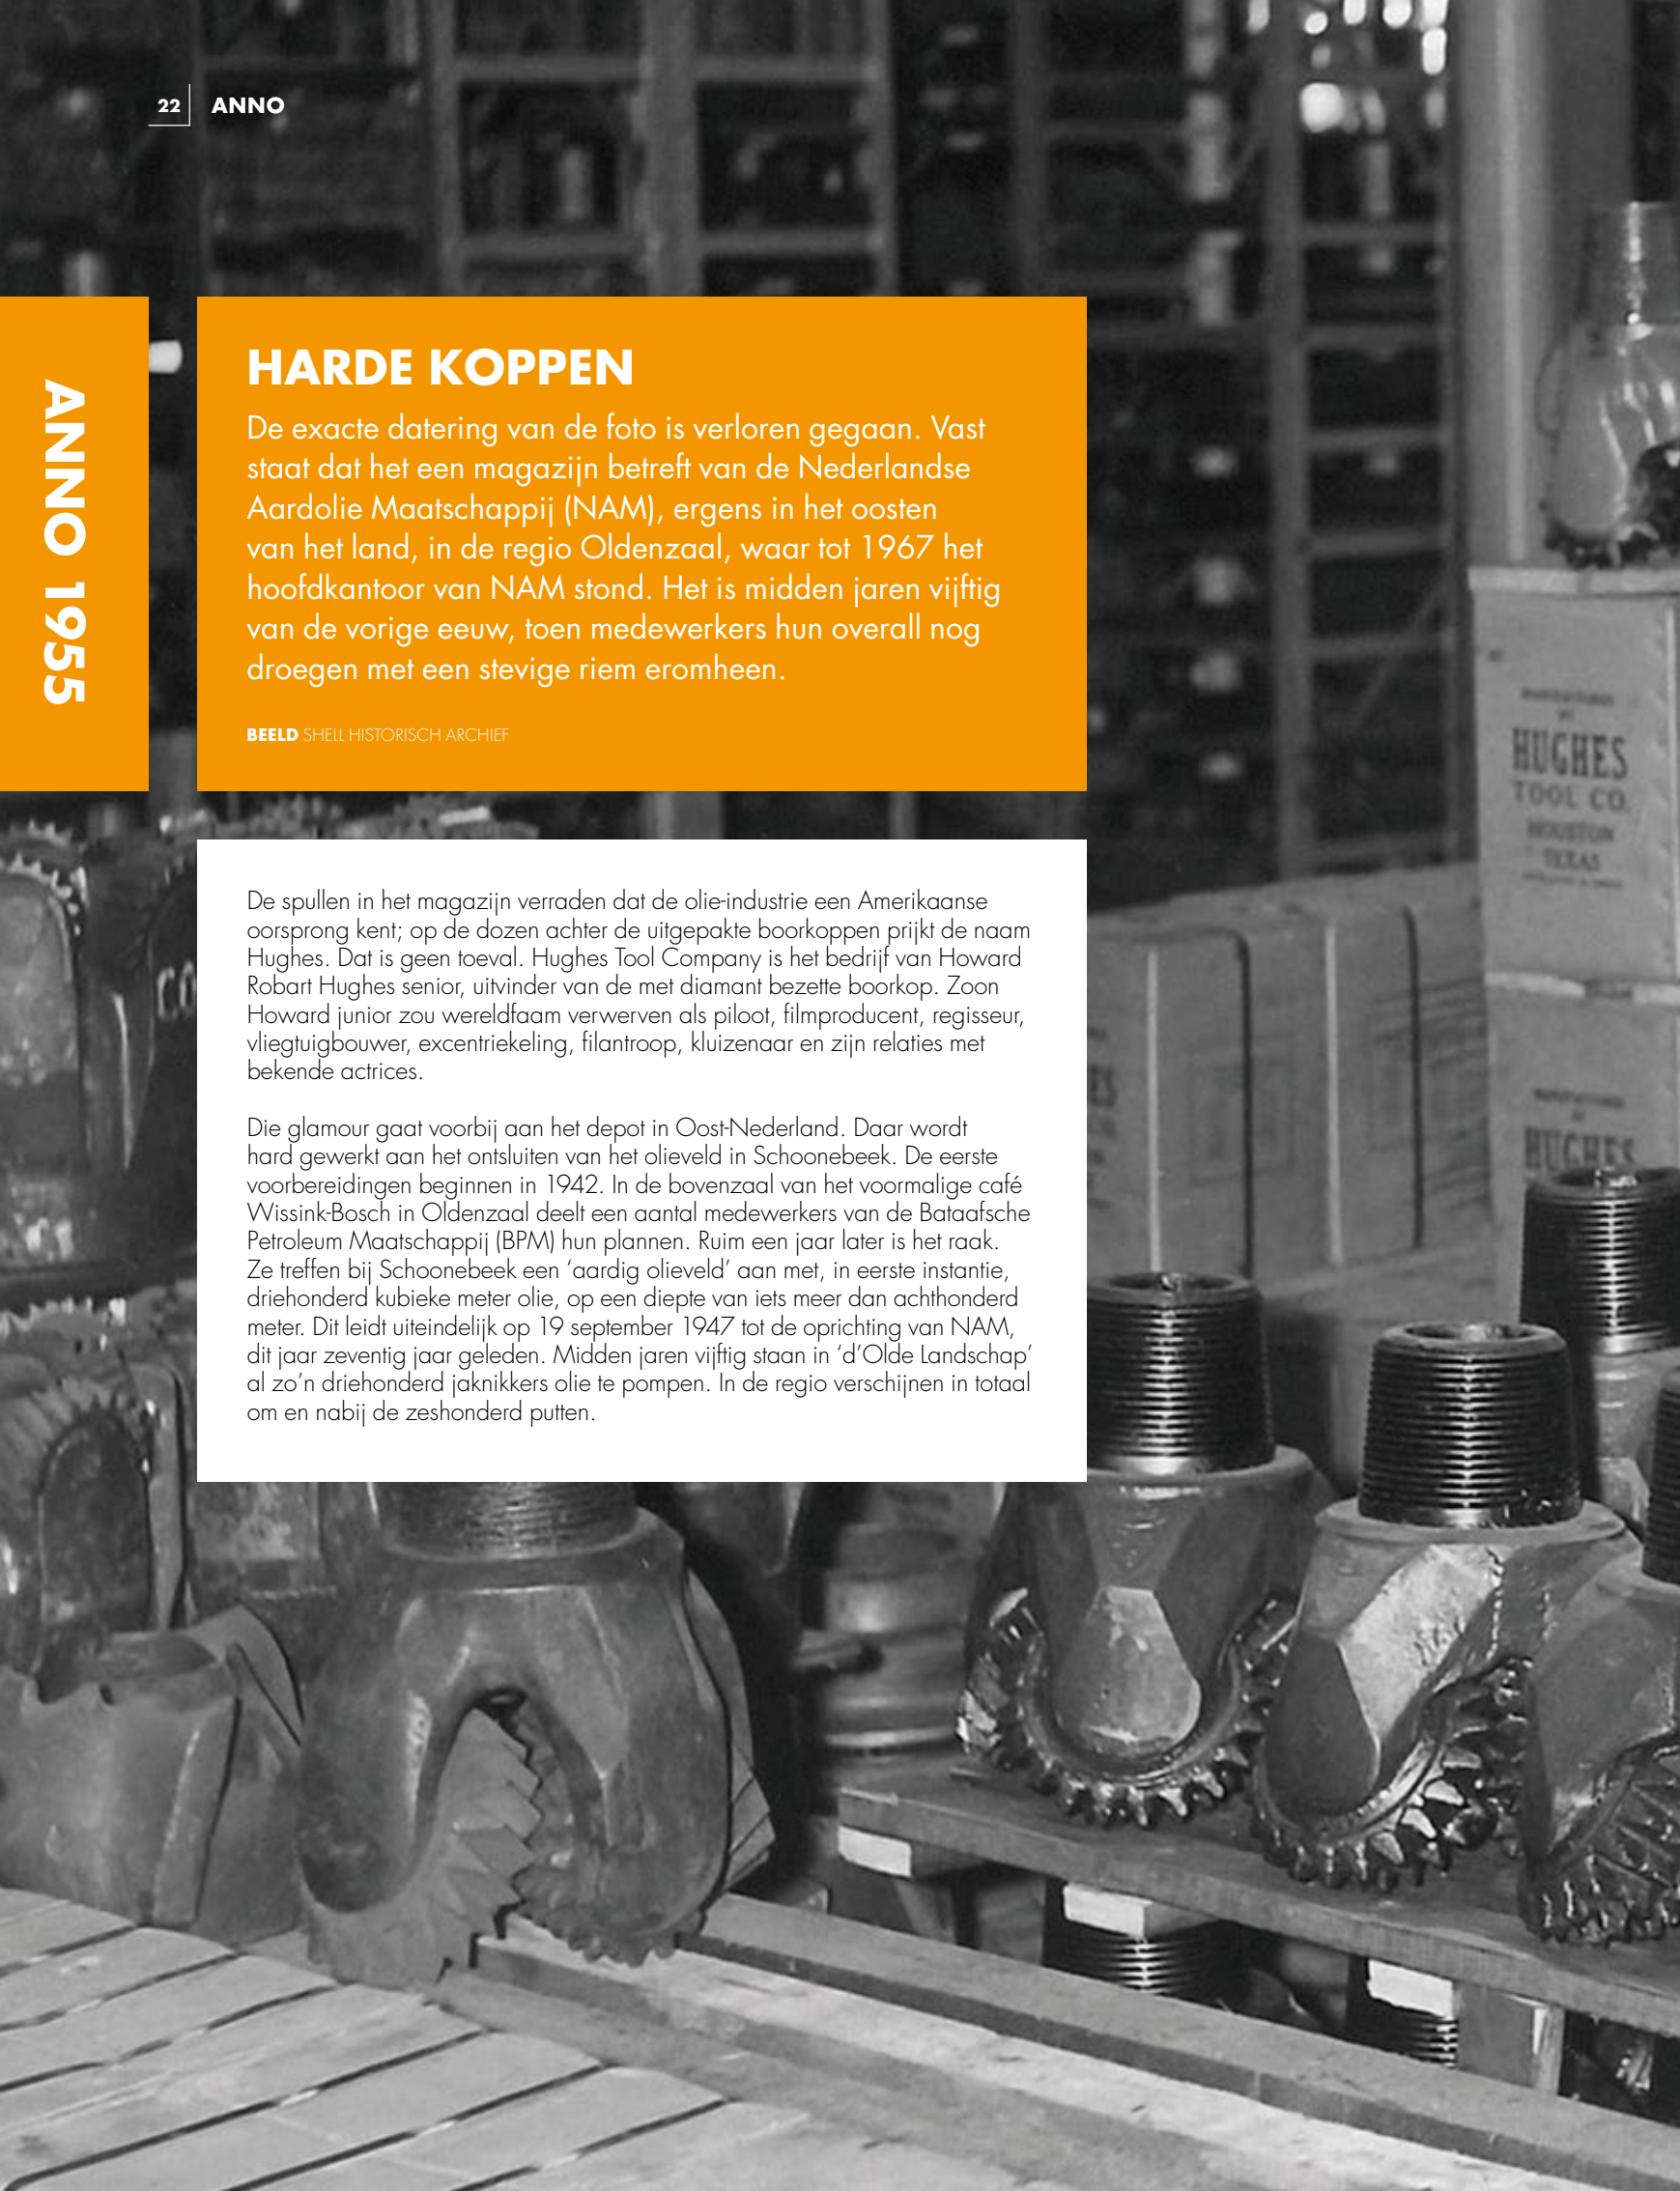 22 ANNO
ANNO 1955
HARDE KOPPEN
De exacte datering van de foto is verloren gegaan. Vast
staat dat het een magazijn betreft van de Nederlandse
Aardolie Maatschappij (NAM), ergens in het oosten
van het land, in de regio Oldenzaal, waar tot 1967 het
hoofdkantoor van NAM stond. Het is midden jaren vijftig
van de vorige eeuw, toen medewerkers hun overall nog
droegen met een stevige riem eromheen.
BEELD SHELL HISTORISCH ARCHIEF
De spullen in het magazijn verraden dat de olie-industrie een Amerikaanse
oorsprong kent; op de dozen achter de uitgepakte boorkoppen prijkt de naam
Hughes. Dat is geen toeval. Hughes Tool Company is het bedrijf van Howard
Robart Hughes senior, uitvinder van de met diamant bezette boorkop. Zoon
Howard junior zou wereldfaam verwerven als piloot, filmproducent, regisseur,
vliegtuigbouwer, excentriekeling, filantroop, kluizenaar en zijn relaties met
bekende actrices.
Die glamour gaat voorbij aan het depot in Oost-Nederland. Daar wordt
hard gewerkt aan het ontsluiten van het olieveld in Schoonebeek. De eerste
voorbereidingen beginnen in 1942. In de bovenzaal van het voormalige café
Wissink-Bosch in Oldenzaal deelt een aantal medewerkers van de Bataafsche
Petroleum Maatschappij (BPM) hun plannen. Ruim een jaar later is het raak.
Ze treffen bij Schoonebeek een ‘aardig olieveld’ aan met, in eerste instantie,
driehonderd kubieke meter olie, op een diepte van iets meer dan achthonderd
meter. Dit leidt uiteindelijk op 19 september 1947 tot de oprichting van NAM,
dit jaar zeventig jaar geleden. Midden jaren vijftig staan in ‘d’Olde Landschap’
al zo’n driehonderd jaknikkers olie te pompen. In de regio verschijnen in totaal
om en nabij de zeshonderd putten.
MANUFACTURED
BY
HUGHES
TOOL CO.
HOUSTON
TEXAS
MANUFACTURED
BY
HUGHES
CO